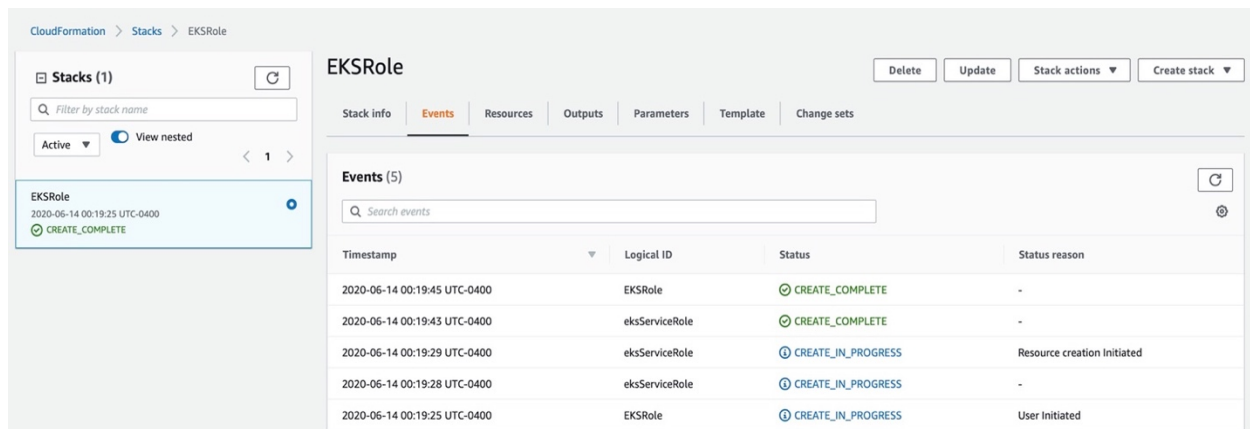 CloudFormation > Stacks > EKSRole
Stacks (1)
Filter by stack name
Active
View nested
< 1 >
EKSRole
2020-06-14 00:19:25 UTC-0400
CREATE_COMPLETE
EKSRole
Delete Update Stack actions Create stack
Stack info Events Resources Outputs Parameters Template Change sets
Events (5)
Search events
Timestamp Logical ID Status Status reason
2020-06-14 00:19:45 UTC-0400 EKSRole CREATE_COMPLETE -
2020-06-14 00:19:43 UTC-0400 eksServiceRole CREATE_COMPLETE -
2020-06-14 00:19:29 UTC-0400 eksServiceRole CREATE_IN_PROGRESS Resource creation Initiated
2020-06-14 00:19:28 UTC-0400 eksServiceRole CREATE_IN_PROGRESS -
2020-06-14 00:19:25 UTC-0400 EKSRole CREATE_IN_PROGRESS User Initiated